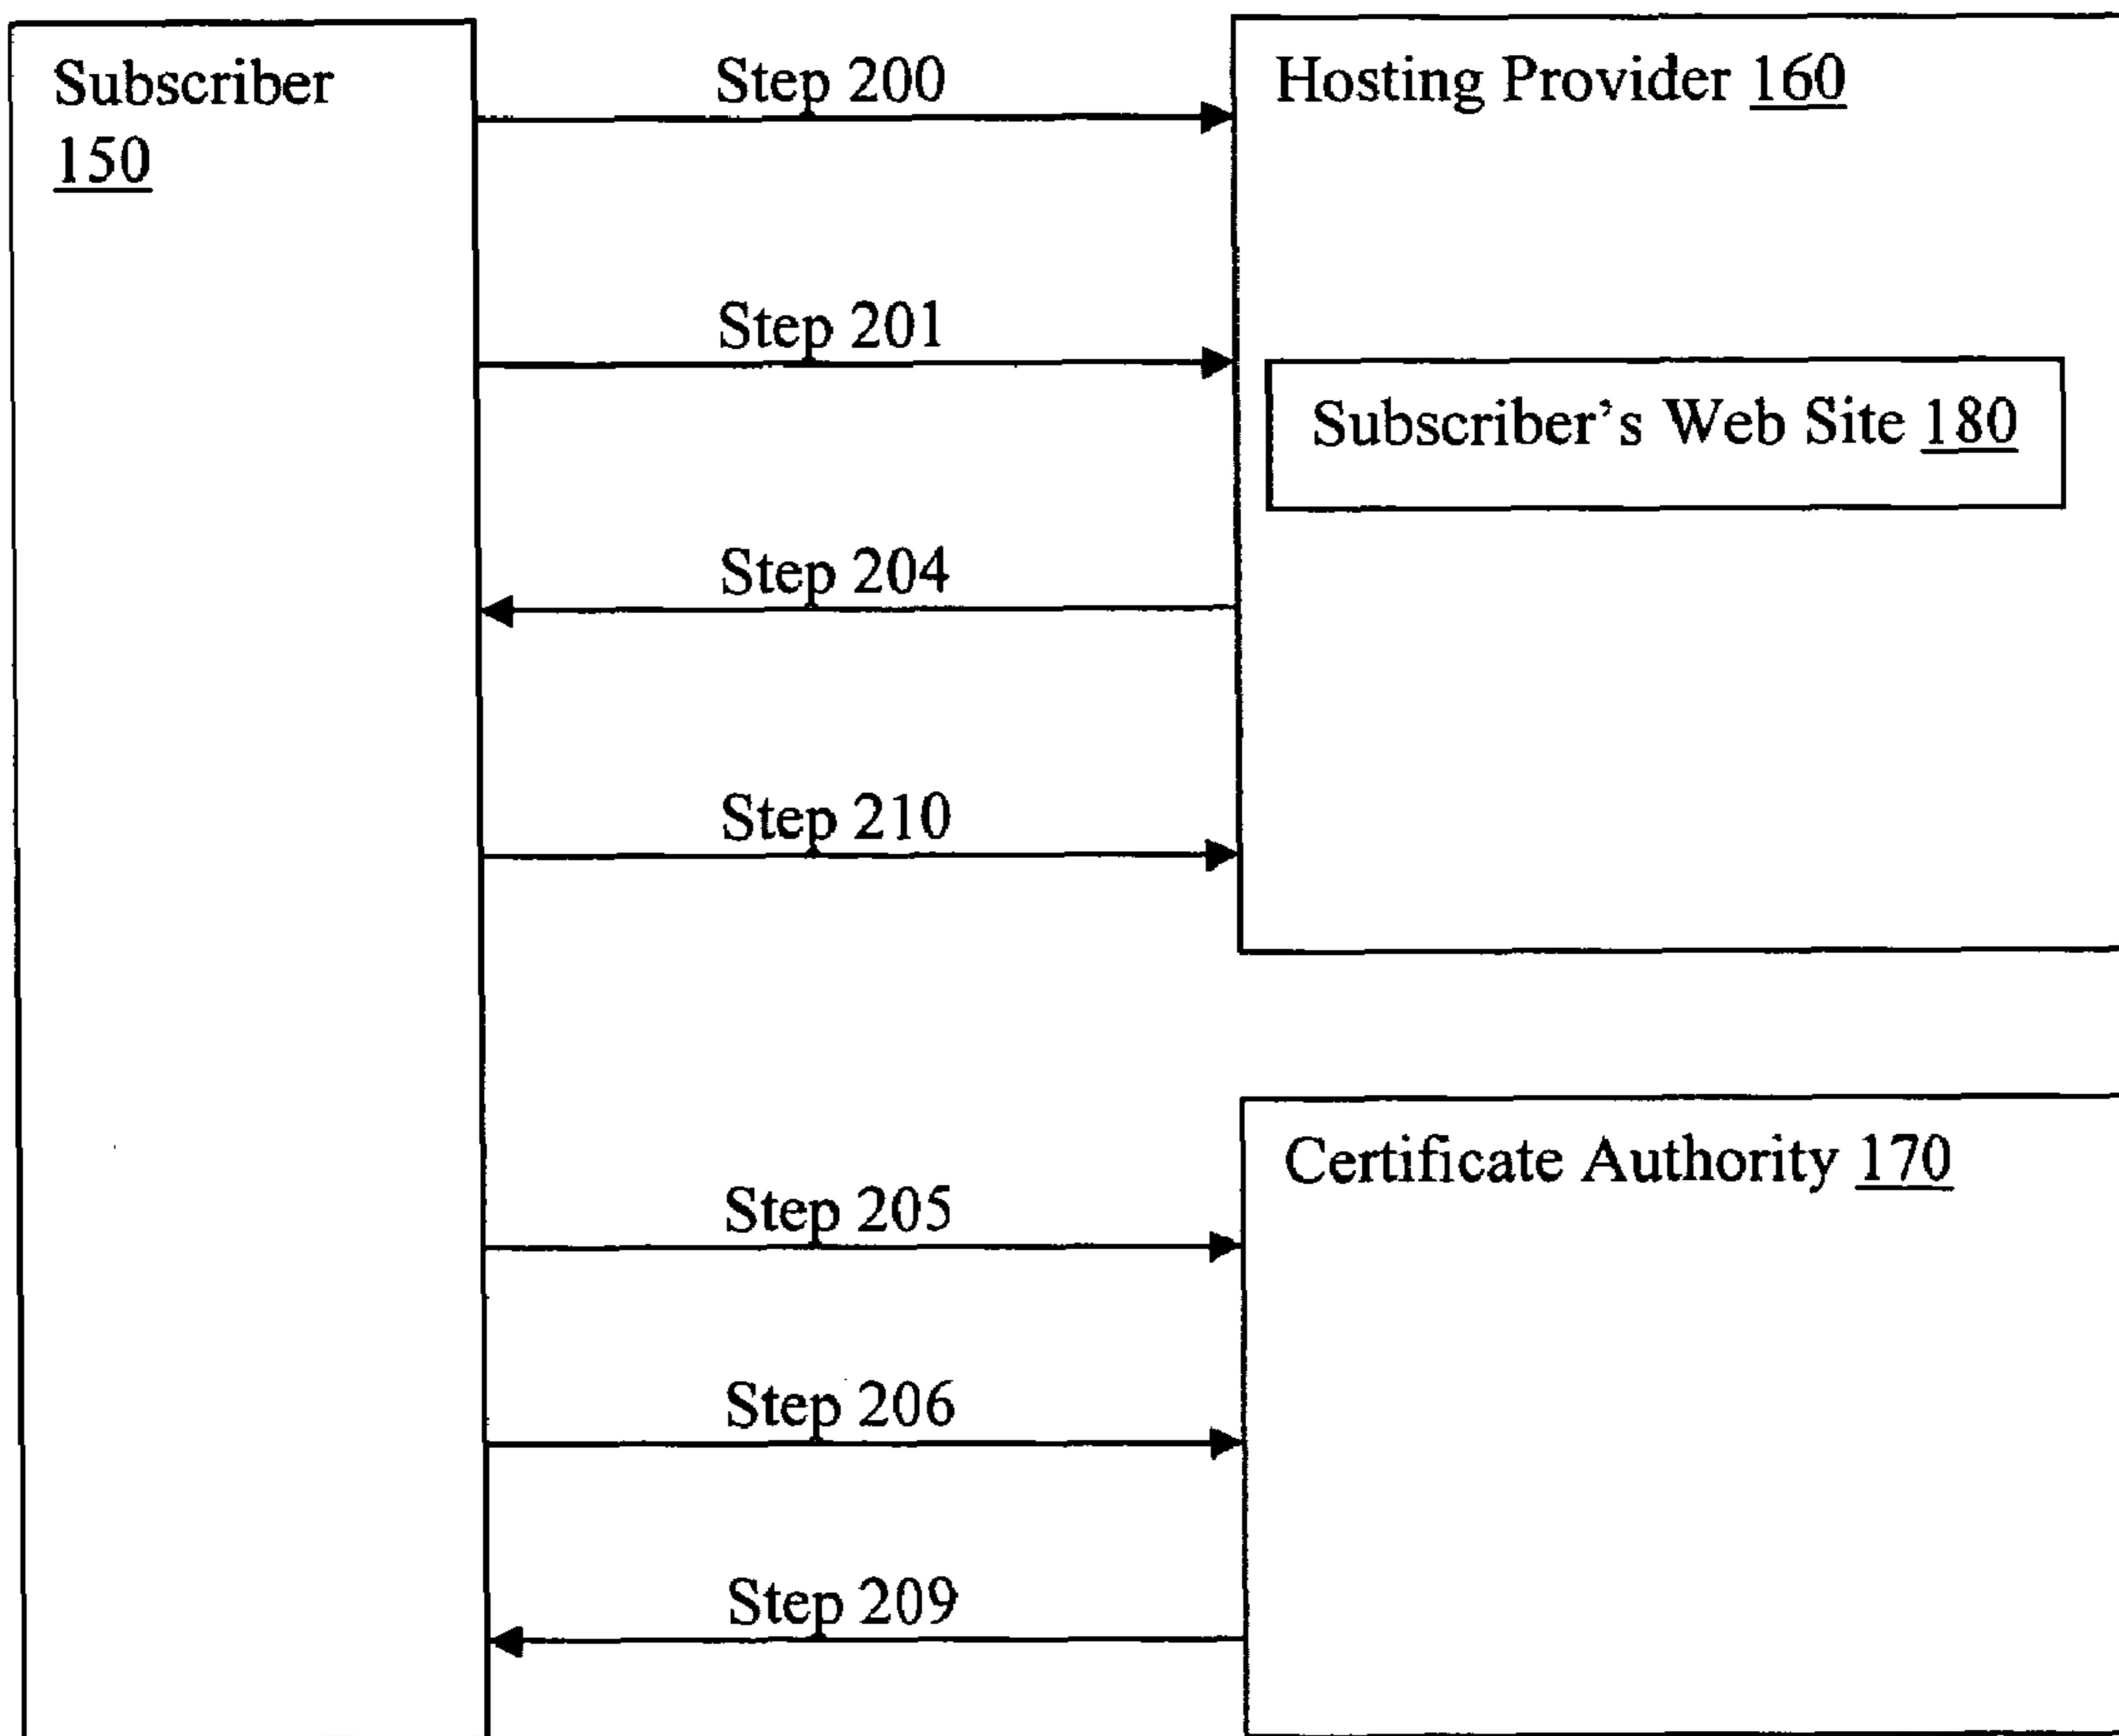 Subscriber
150
Step 200
Hosting Provider 160
Step 201
Subscriber's Web Site 180
Step 204
Step 210
Certificate Authority 170
Step 205
Step 206
Step 209